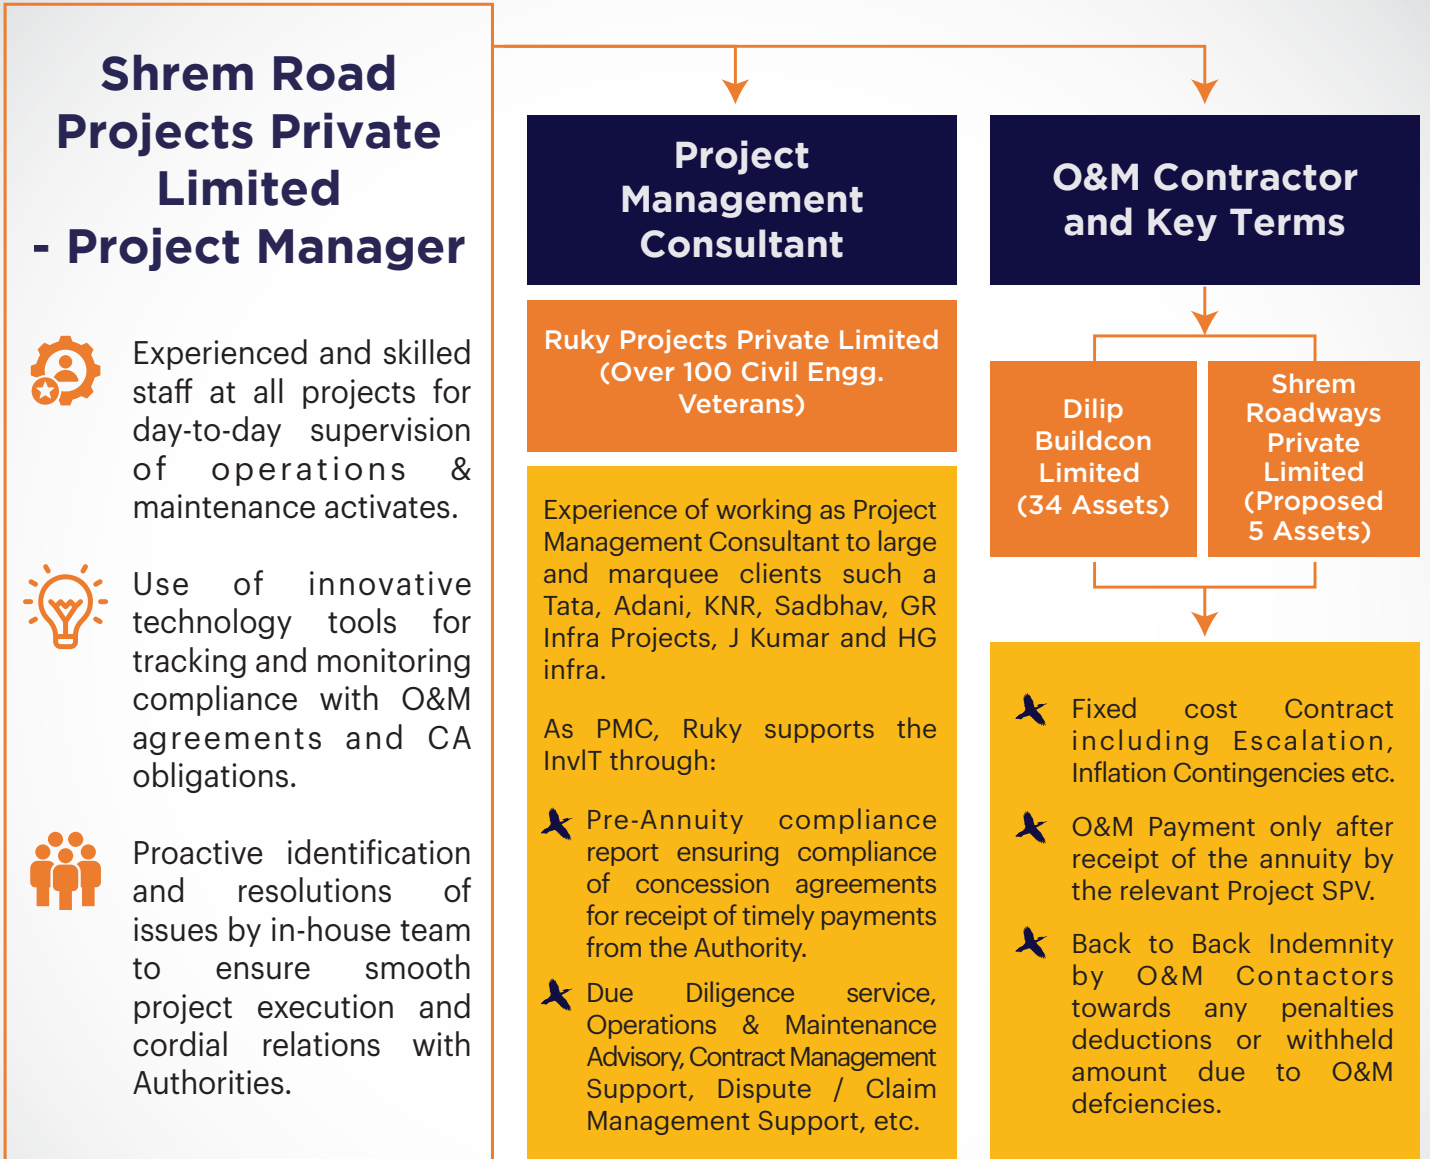 Shrem Road
Projects Private
Limited
- Project Manager
Experienced and skilled
staff at all projects for
day-to-day supervision
of operations &
maintenance activates.
Use of innovative
technology tools for
tracking and monitoring
compliance with O&M
agreements and CA
obligations.
Proactive identification
and resolutions of
issues by in-house team
to ensure smooth
project execution and
cordial relations with
Authorities.
Project
Management
Consultant
Ruky Projects Private Limited
(Over 100 Civil Engg.
Veterans)
Experience of working as Project
Management Consultant to large
and marquee clients such a
Tata, Adani, KNR, Sadbhav, GR
Infra Projects, J Kumar and HG
infra.
As PMC, Ruky supports the
InvIT through:
Pre-Annuity compliance
report ensuring compliance
of concession agreements
for receipt of timely payments
from the Authority.
Due Diligence service,
Operations & Maintenance
Advisory, Contract Management
Support, Dispute / Claim
Management Support, etc.
O&M Contractor
and Key Terms
Dilip
Buildcon
Limited
(34 Assets)
Shrem
Roadways
Private
Limited
(Proposed
5 Assets)
Fixed cost Contract
including Escalation,
Inflation Contingencies etc.
O&M Payment only after
receipt of the annuity by
the relevant Project SPV.
Back to Back Indemnity
by O&M Contactors
towards any penalties
deductions or withheld
amount due to O&M
defciencies.